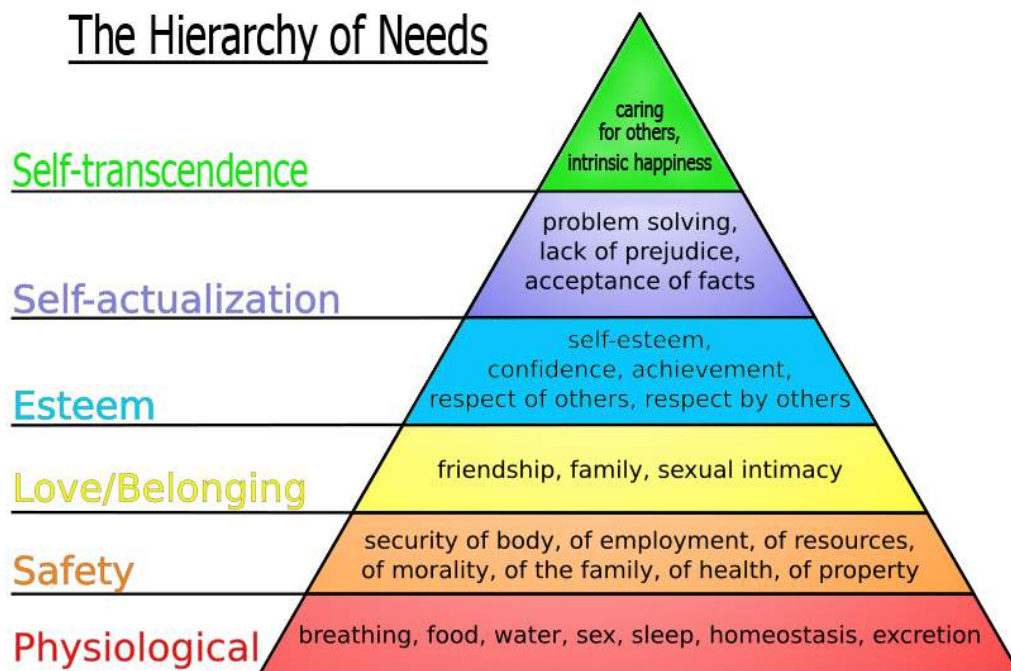 The Hierarchy of Needs
caring
for others,
intrinsic happiness
Self-transcendence
problem solving,
lack of prejudice,
acceptance of facts
Self-actualization
self-esteem,
confidence, achievement,
respect of others, respect by others
Esteem
friendship, family, sexual intimacy
Love/Belonging
security of body, of employment, of resources,
of morality, of the family, of health, of property
Safety
breathing, food, water, sex, sleep, homeostasis, excretion
Physiological